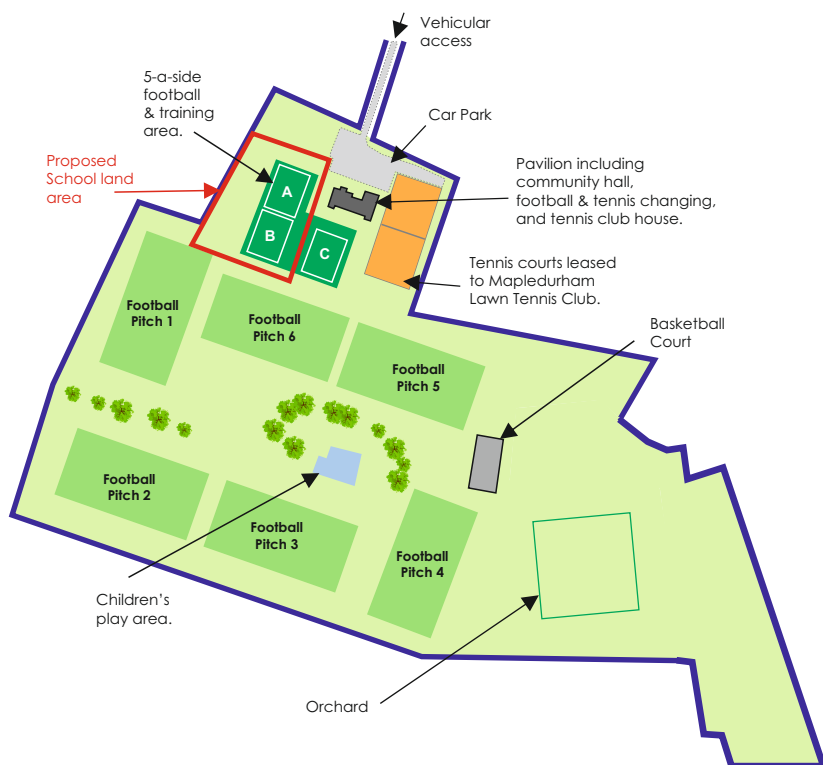 Vehicular
access
5-a-side
football
& training
area.
Car Park
Proposed
School land
area
Pavilion including
community hall,
football & tennis changing,
and tennis club house.
A
B
C
Tennis courts leased
to Mapledurham
Lawn Tennis Club.
Football
Pitch 1
Football
Pitch 6
Football
Pitch 5
Basketball
Court
Football
Pitch 2
Football
Pitch 3
Football
Pitch 4
Children's
play area.
Orchard